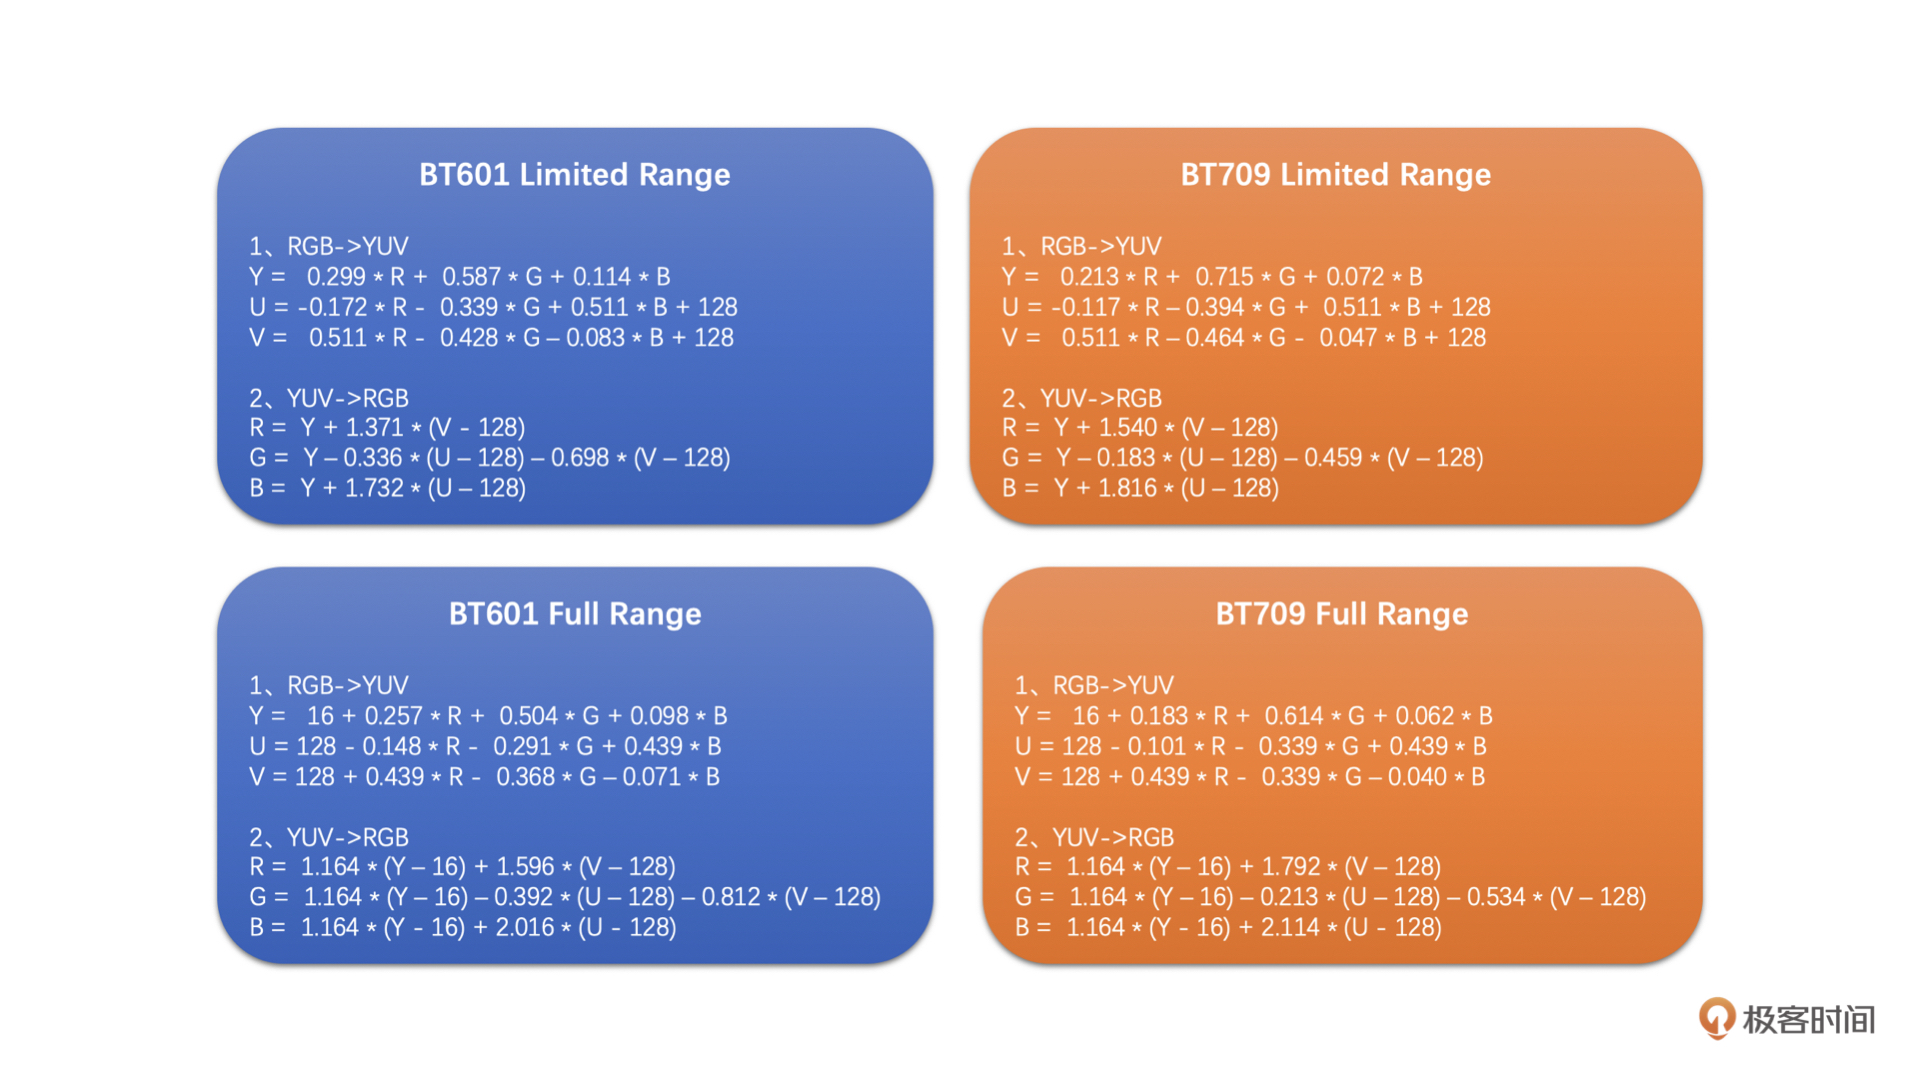 BT601 Limited Range
1、RGB->YUV
Y = 0.299 * R + 0.587 * G + 0.114 * B
U = -0.172 * R - 0.339 * G + 0.511 * B + 128
V = 0.511 * R - 0.428 * G – 0.083 * B + 128
2、YUV->RGB
R = Y + 1.371 * (V - 128)
G = Y – 0.336 * (U – 128) – 0.698 * (V – 128)
B = Y + 1.732 * (U – 128)
BT709 Limited Range
1、RGB->YUV
Y = 0.213 * R + 0.715 * G + 0.072 * B
U = -0.117 * R – 0.394 * G + 0.511 * B + 128
V = 0.511 * R – 0.464 * G - 0.047 * B + 128
2、YUV->RGB
R = Y + 1.540 * (V – 128)
G = Y – 0.183 * (U – 128) – 0.459 * (V – 128)
B = Y + 1.816 * (U – 128)
BT601 Full Range
1、RGB->YUV
Y = 16 + 0.257 * R + 0.504 * G + 0.098 * B
U = 128 - 0.148 * R - 0.291 * G + 0.439 * B
V = 128 + 0.439 * R - 0.368 * G – 0.071 * B
2、YUV->RGB
R = 1.164 * (Y – 16) + 1.596 * (V – 128)
G = 1.164 * (Y – 16) – 0.392 * (U – 128) – 0.812 * (V – 128)
B = 1.164 * (Y - 16) + 2.016 * (U - 128)
BT709 Full Range
1、RGB->YUV
Y = 16 + 0.183 * R + 0.614 * G + 0.062 * B
U = 128 - 0.101 * R - 0.339 * G + 0.439 * B
V = 128 + 0.439 * R - 0.339 * G – 0.040 * B
2、YUV->RGB
R = 1.164 * (Y – 16) + 1.792 * (V – 128)
G = 1.164 * (Y – 16) – 0.213 * (U – 128) – 0.534 * (V – 128)
B = 1.164 * (Y - 16) + 2.114 * (U - 128)
极客时间